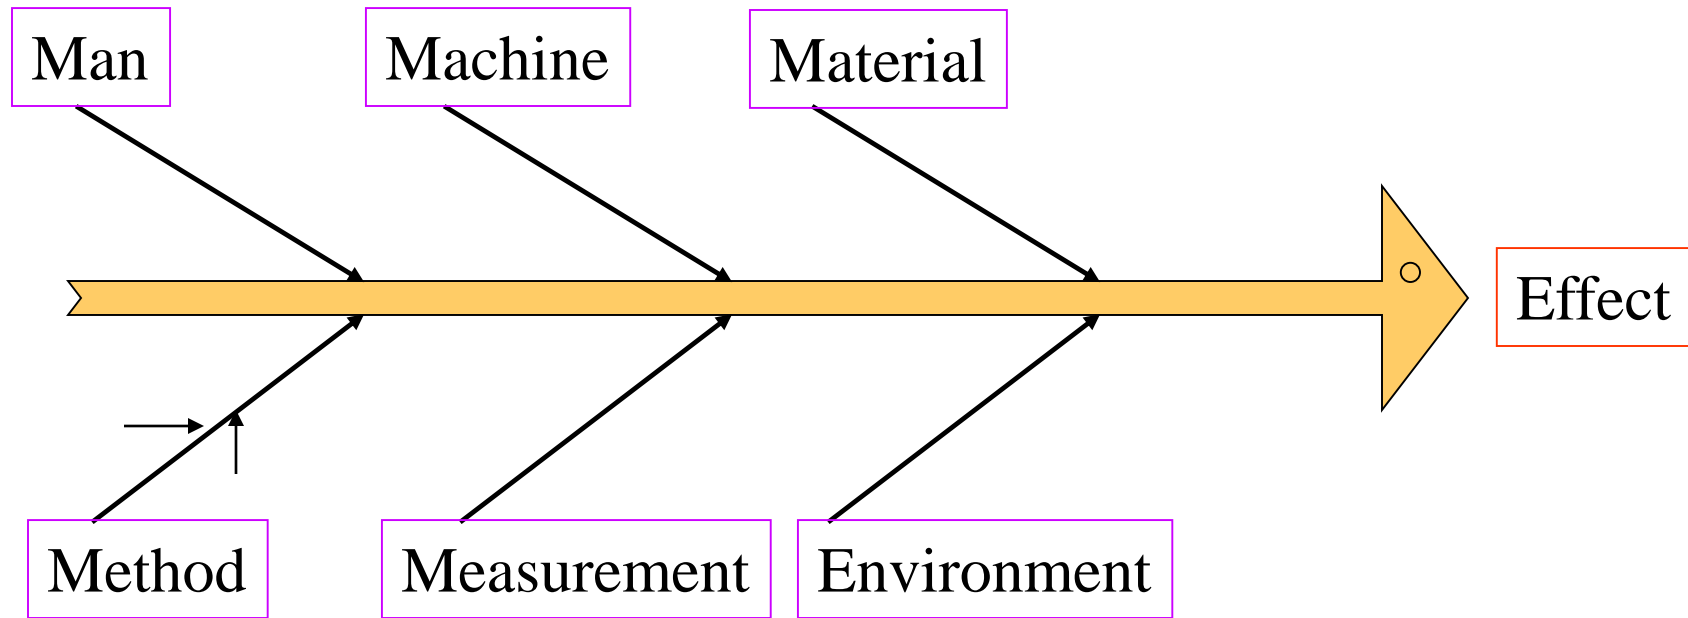 Man
Machine
Material
Effect
Method
Measurement
Environment